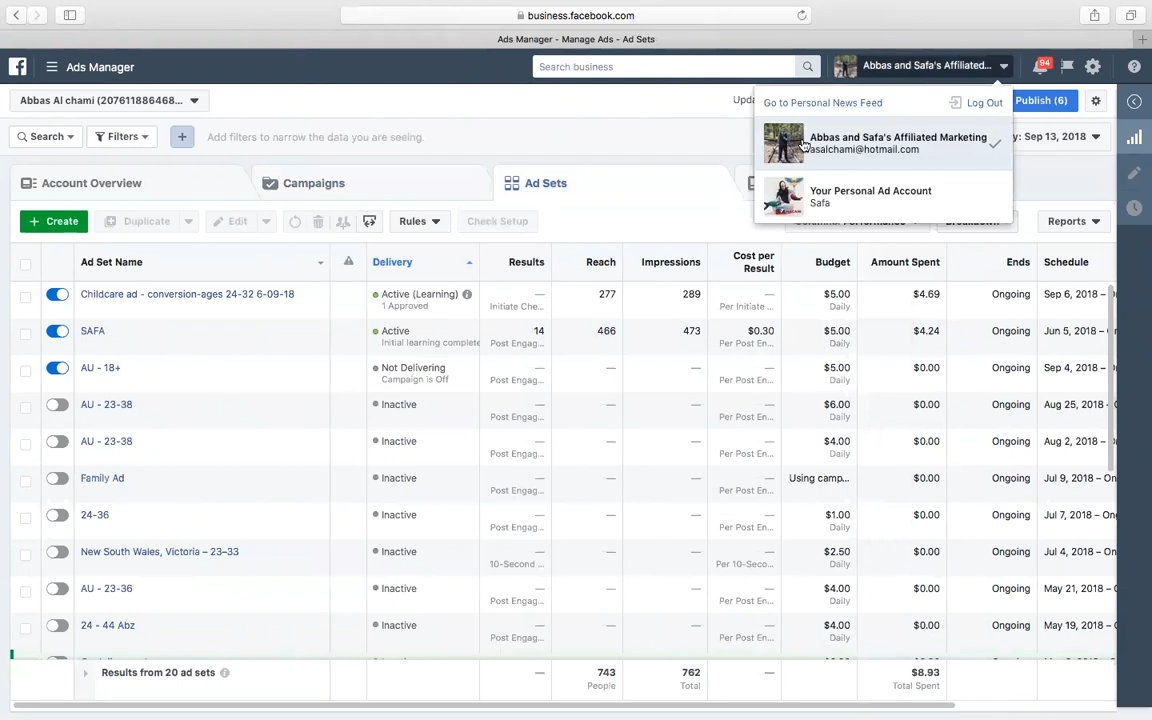 business.facebook.com
Ads Manager - Manage Ads - Ad Sets
Ads Manager
Search business
Abbas and Safa's Affiliated...
94
Abbas Al chami (207611886468...
Go to Personal News Feed
Log Out
Publish (6)
Search
Filters
Add filters to narrow the data you are seeing.
Abbas and Safa's Affiliated Marketing
asalchami@hotmail.com
y: Sep 13, 2018
Your Personal Ad Account
Safa
Account Overview
Campaigns
Ad Sets
Create
Duplicate
Edit
Rules
Check Setup
Reports
Ad Set Name
Delivery
Results
Reach
Impressions
Cost per
Result
Budget
Amount Spent
Ends
Schedule
Childcare ad - conversion-ages 24-32 6-09-18
Active (Learning)
— 277 289 — $5.00 $4.69 Ongoing Sep 6, 2018 –
1 Approved
Initiate Che...
Per Initiate ...
Daily
SAFA
Active
14 466 473 $0.30 $5.00 $4.24 Ongoing Jun 5, 2018 –
Initial learning complete
Post Engag...
Per Post En...
Daily
AU - 18+
Not Delivering
— — — — $5.00 $0.00 Ongoing Sep 4, 2018 –
Campaign is Off
Post Engag...
Per Post En...
Daily
AU - 23-38
Inactive
— — — — $6.00 $0.00 Ongoing Aug 25, 2018 –
Post Engag...
Per Post En...
Daily
AU - 23-38
Inactive
— — — — $4.00 $0.00 Ongoing Aug 2, 2018 –
Post Engag...
Per Post En...
Daily
Family Ad
Inactive
— — — — Using camp... $0.00 Ongoing Jul 9, 2018 – On
Post Engag...
Per Post En...
24-36
Inactive
— — — — $1.00 $0.00 Ongoing Jul 7, 2018 – On
Post Engag...
Per Post En...
Daily
New South Wales, Victoria – 23–33
Inactive
— — — — $2.50 $0.00 Ongoing Jul 4, 2018 – On
10-Second ...
Per 10-Seco...
Daily
AU - 23-36
Inactive
— — — — $4.00 $0.00 Ongoing May 21, 2018 –
Post Engag...
Per Post En...
Daily
24 - 44 Abz
Inactive
— — — — $4.00 $0.00 Ongoing May 19, 2018 –
Post Engag...
Per Post En...
Daily
Results from 20 ad sets
— 743 762 — $8.93
People
Total
Total Spent